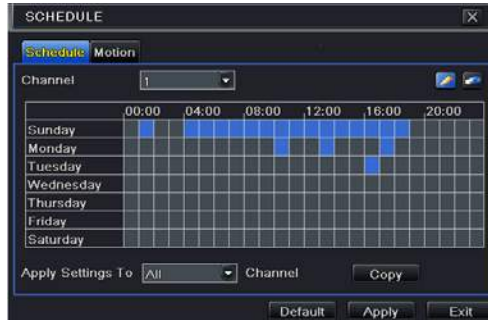 SCHEDULE
Schedule Motion
Channel 1
00:00 04:00 08:00 12:00 16:00 20:00
Sunday
Monday
Tuesday
Wednesday
Thursday
Friday
Saturday
Apply Settings To All Channel Copy
Default Apply Exit